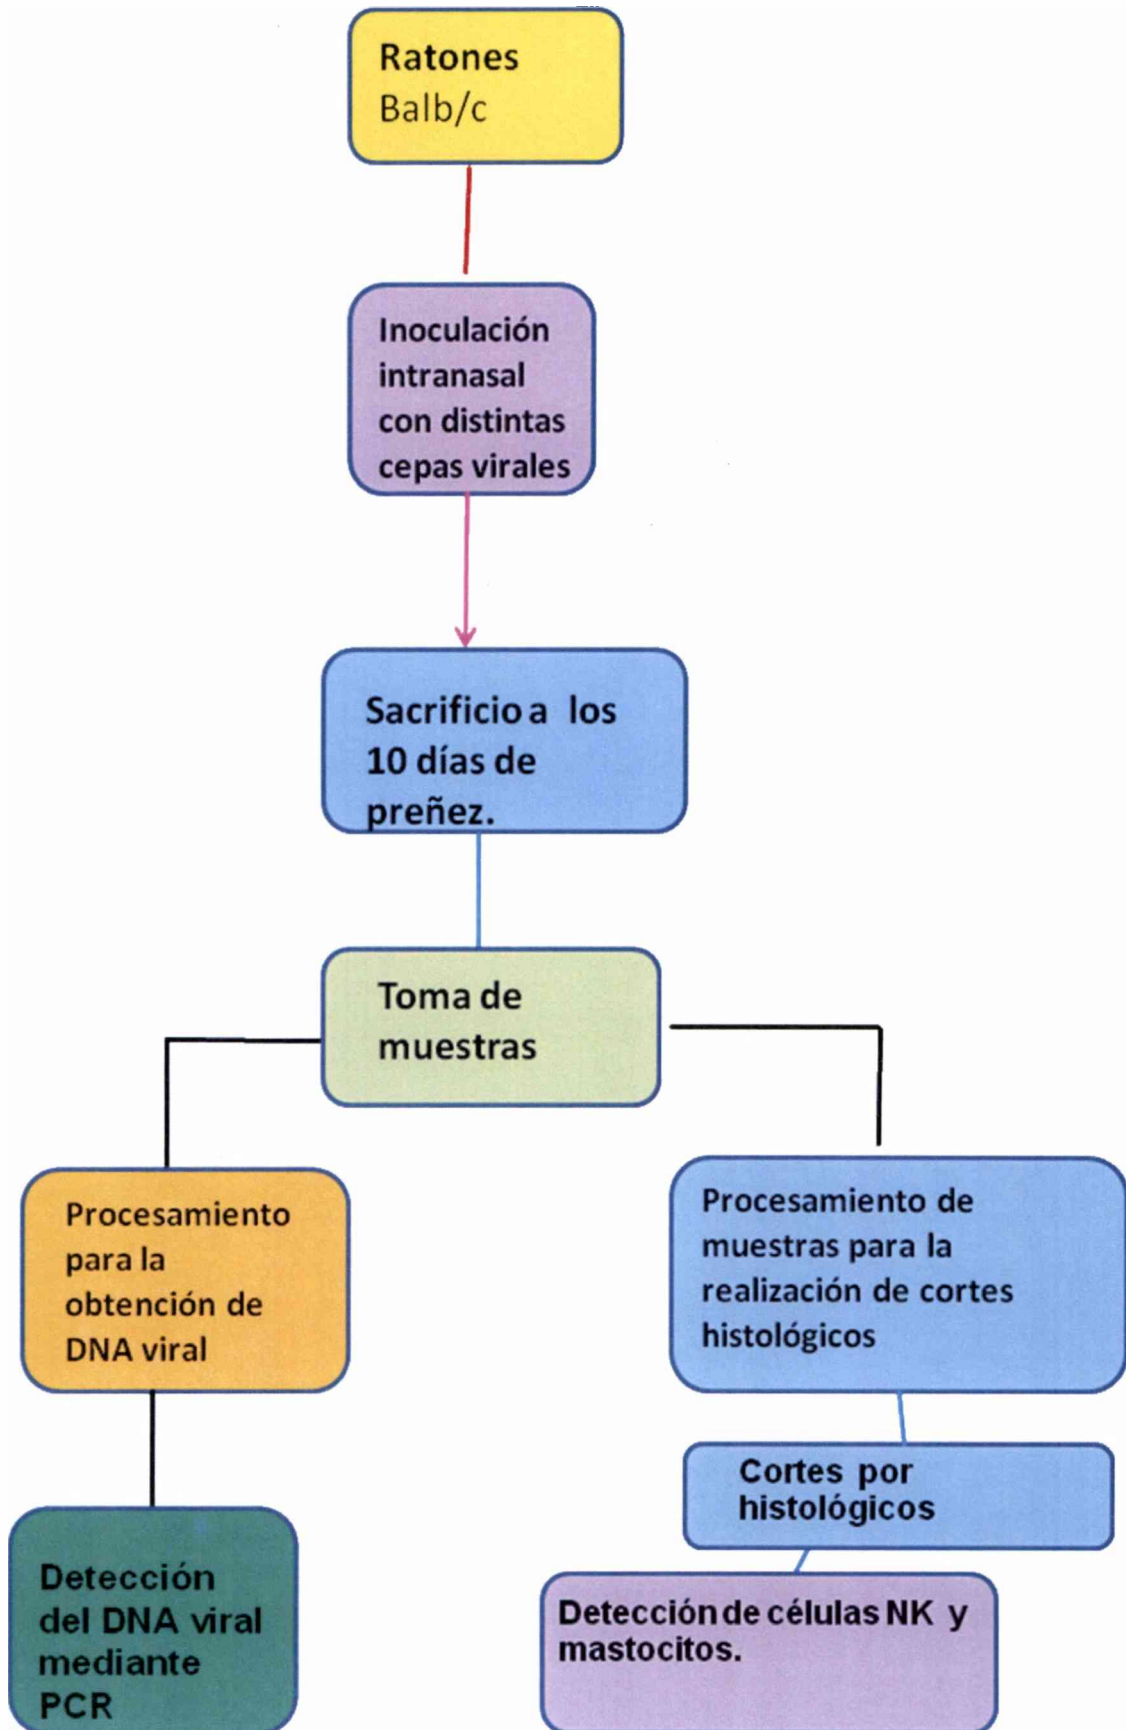 Ratones
Balb/c
Inoculación
intranasal
con distintas
cepas virales
Sacrificio a los
10 días de
preñez.
Toma de
muestras
Procesamiento
para la
obtención de
DNA viral
Procesamiento de
muestras para la
realización de cortes
histológicos
Cortes por
histológicos
Detección
del DNA viral
mediante
PCR
Detección de células NK y
mastocitos.